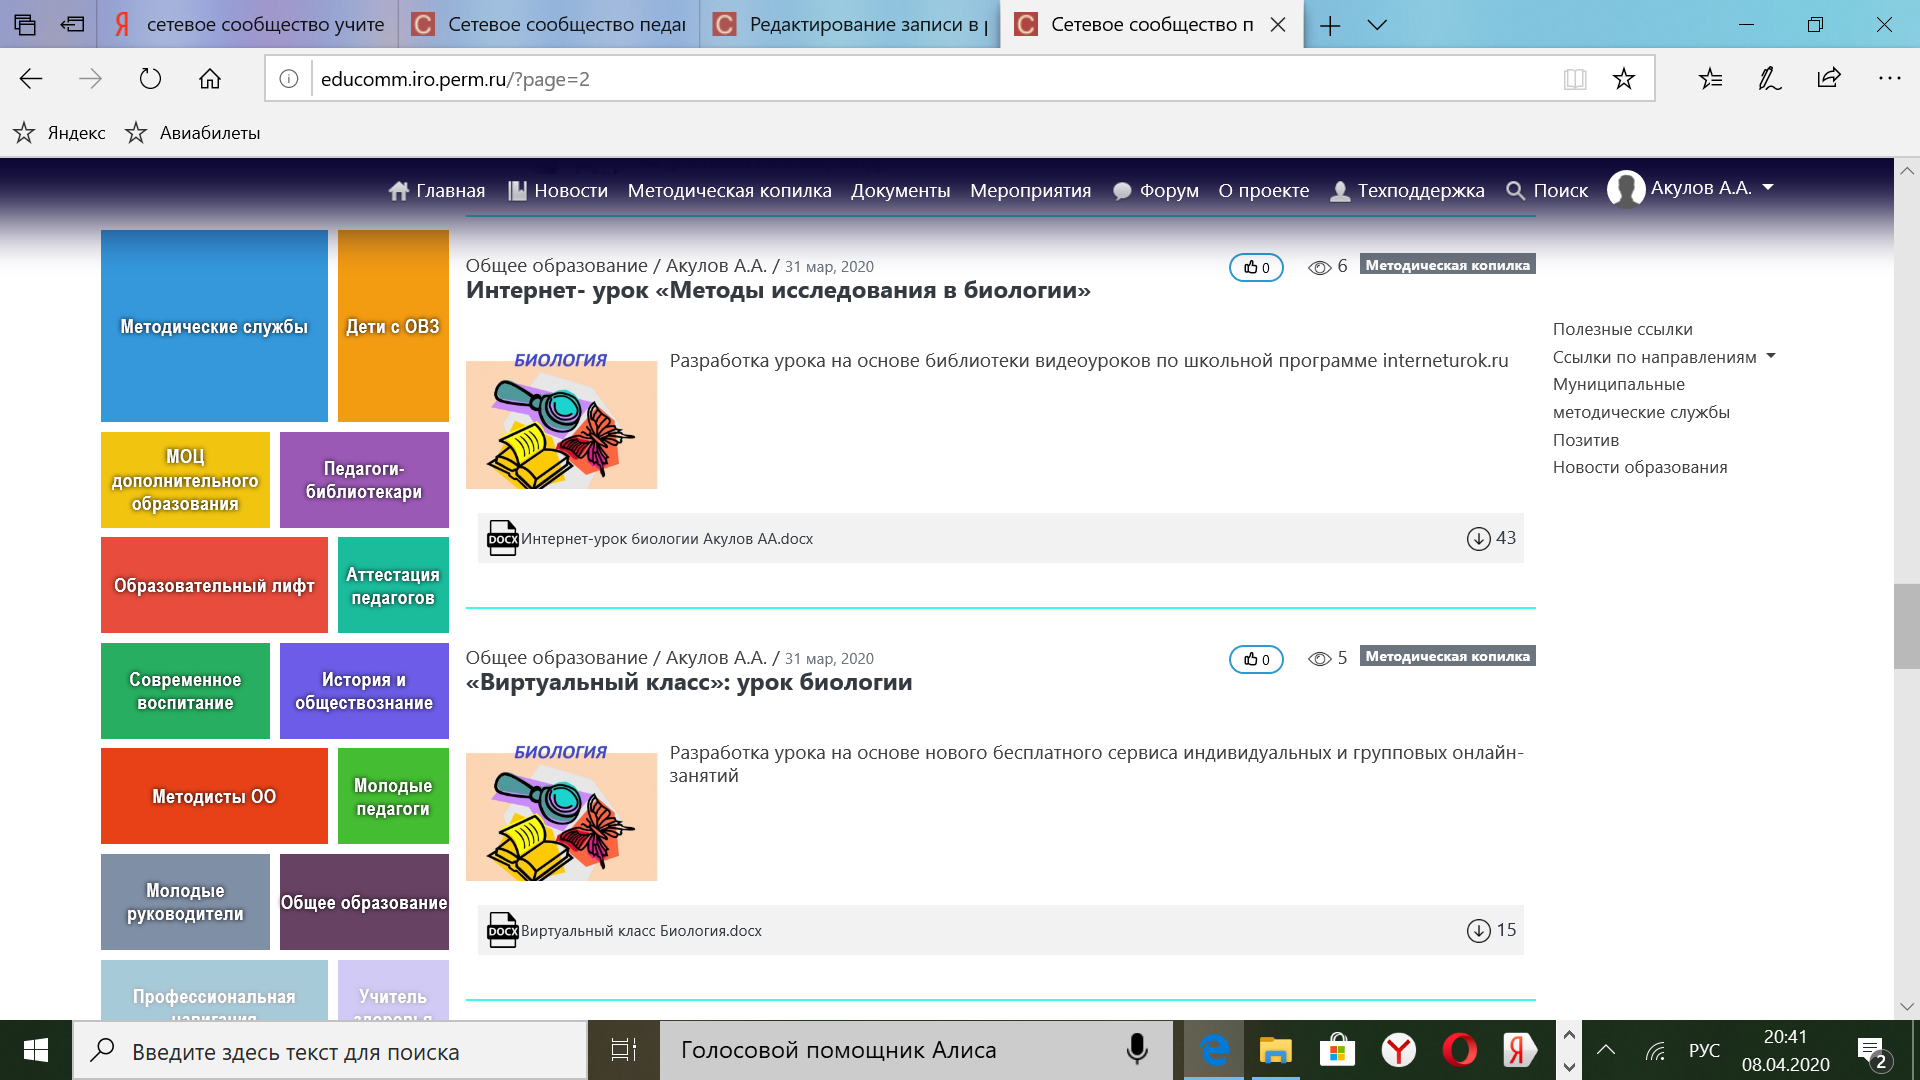 сетевое сообщество учите
Сетевое сообщество педаг
Редактирование записи в р
Сетевое сообщество п
educomm.iro.perm.ru/?page=2
Яндекс
Авиабилеты
Главная
Новости
Методическая копилка
Документы
Мероприятия
Форум
О проекте
Техподдержка
Поиск
Акулов А.А.
Методические службы
Дети с ОВЗ
МОЦ
дополнительного
образования
Педагоги-
библиотекари
Образовательный лифт
Аттестация
педагогов
Современное
воспитание
История и
обществознание
Методисты ОО
Молодые
педагоги
Молодые
руководители
Общее образование
Профессиональная
навигация
Учитель
здоровья
Общее образование / Акулов А.А. / 31 мар, 2020
0
6
Методическая копилка
Интернет- урок «Методы исследования в биологии»
БИОЛОГИЯ
Разработка урока на основе библиотеки видеоуроков по школьной программе interneturok.ru
DOCX
Интернет-урок биологии Акулов АА.docx
43
Общее образование / Акулов А.А. / 31 мар, 2020
0
5
Методическая копилка
«Виртуальный класс»: урок биологии
БИОЛОГИЯ
Разработка урока на основе нового бесплатного сервиса индивидуальных и групповых онлайн-
занятий
DOCX
Виртуальный класс Биология.docx
15
Полезные ссылки
Ссылки по направлениям
Муниципальные
методические службы
Позитив
Новости образования
Введите здесь текст для поиска
Голосовой помощник Алиса
РУС
20:41
08.04.2020
2